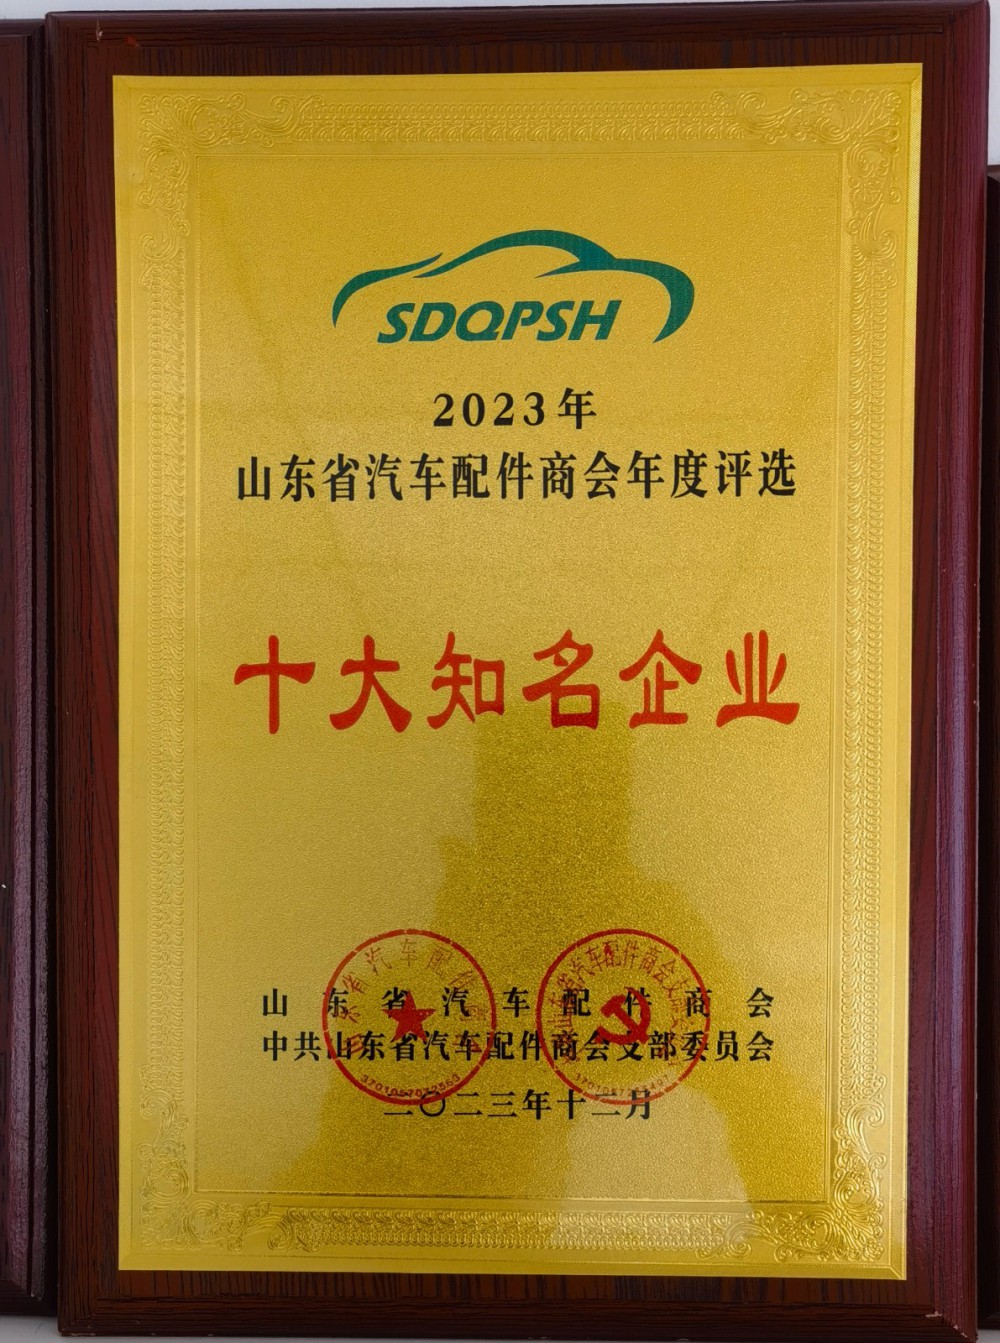 SDQPSH
2023年
山东省汽车配件商会年度评选
十大知名企业
山东省汽车配件商会
中共山东省汽车配件商会支部委员会
二〇二三年十二月